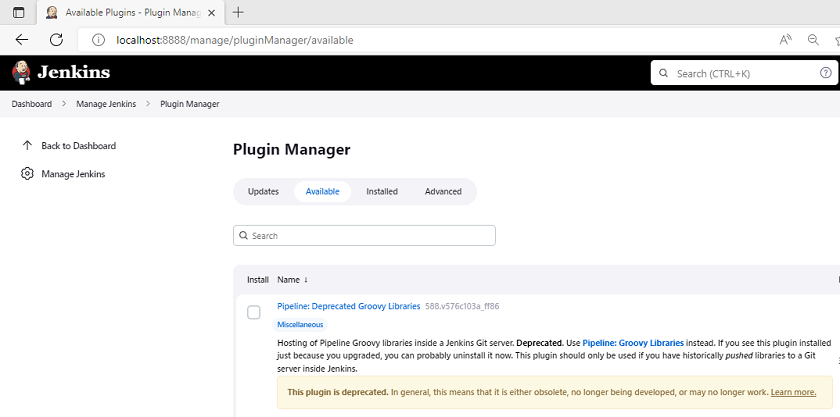 Available Plugins - Plugin Manag
localhost:8888/manage/pluginManager/available
Jenkins
Search (CTRL+K)
Dashboard > Manage Jenkins > Plugin Manager
Back to Dashboard
Manage Jenkins
Plugin Manager
Updates Available Installed Advanced
Search
Install Name ↓
Pipeline: Deprecated Groovy Libraries 588.v576c103a_ff86
Miscellaneous
Hosting of Pipeline Groovy libraries inside a Jenkins Git server. Deprecated. Use Pipeline: Groovy Libraries instead. If you see this plugin installed
just because you upgraded, you can probably uninstall it now. This plugin should only be used if you have historically pushed libraries to a Git
server inside Jenkins.
This plugin is deprecated. In general, this means that it is either obsolete, no longer being developed, or may no longer work. Learn more.